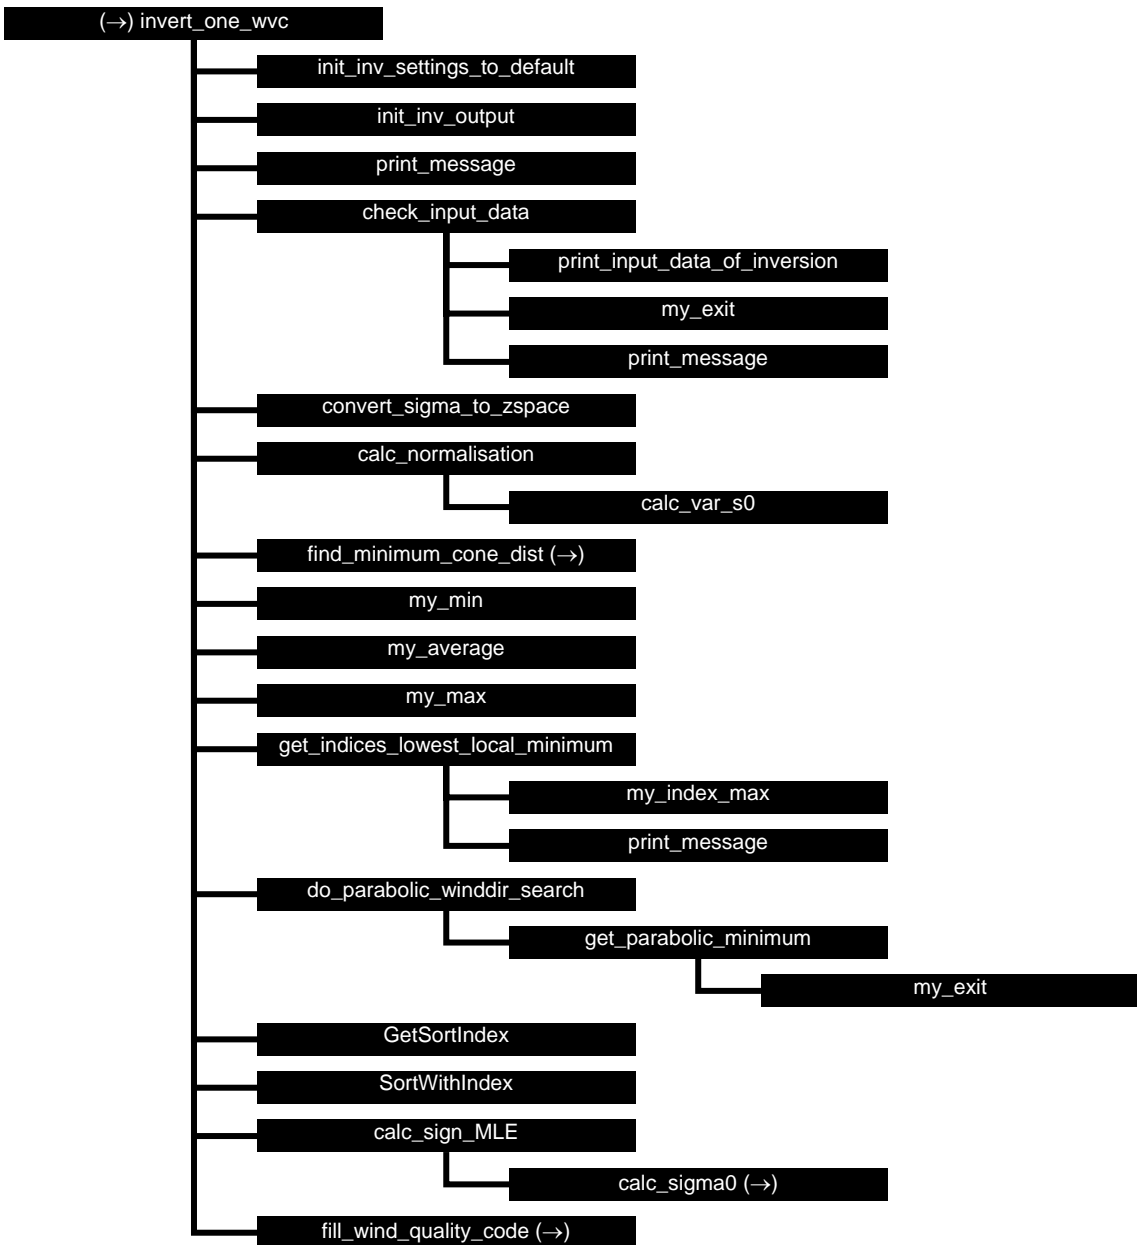 (→) invert_one_wvc
init_inv_settings_to_default
init_inv_output
print_message
check_input_data
print_input_data_of_inversion
my_exit
print_message
convert_sigma_to_zspace
calc_normalisation
calc_var_s0
find_minimum_cone_dist (→)
my_min
my_average
my_max
get_indices_lowest_local_minimum
my_index_max
print_message
do_parabolic_winddir_search
get_parabolic_minimum
my_exit
GetSortIndex
SortWithIndex
calc_sign_MLE
calc_sigma0 (→)
fill_wind_quality_code (→)